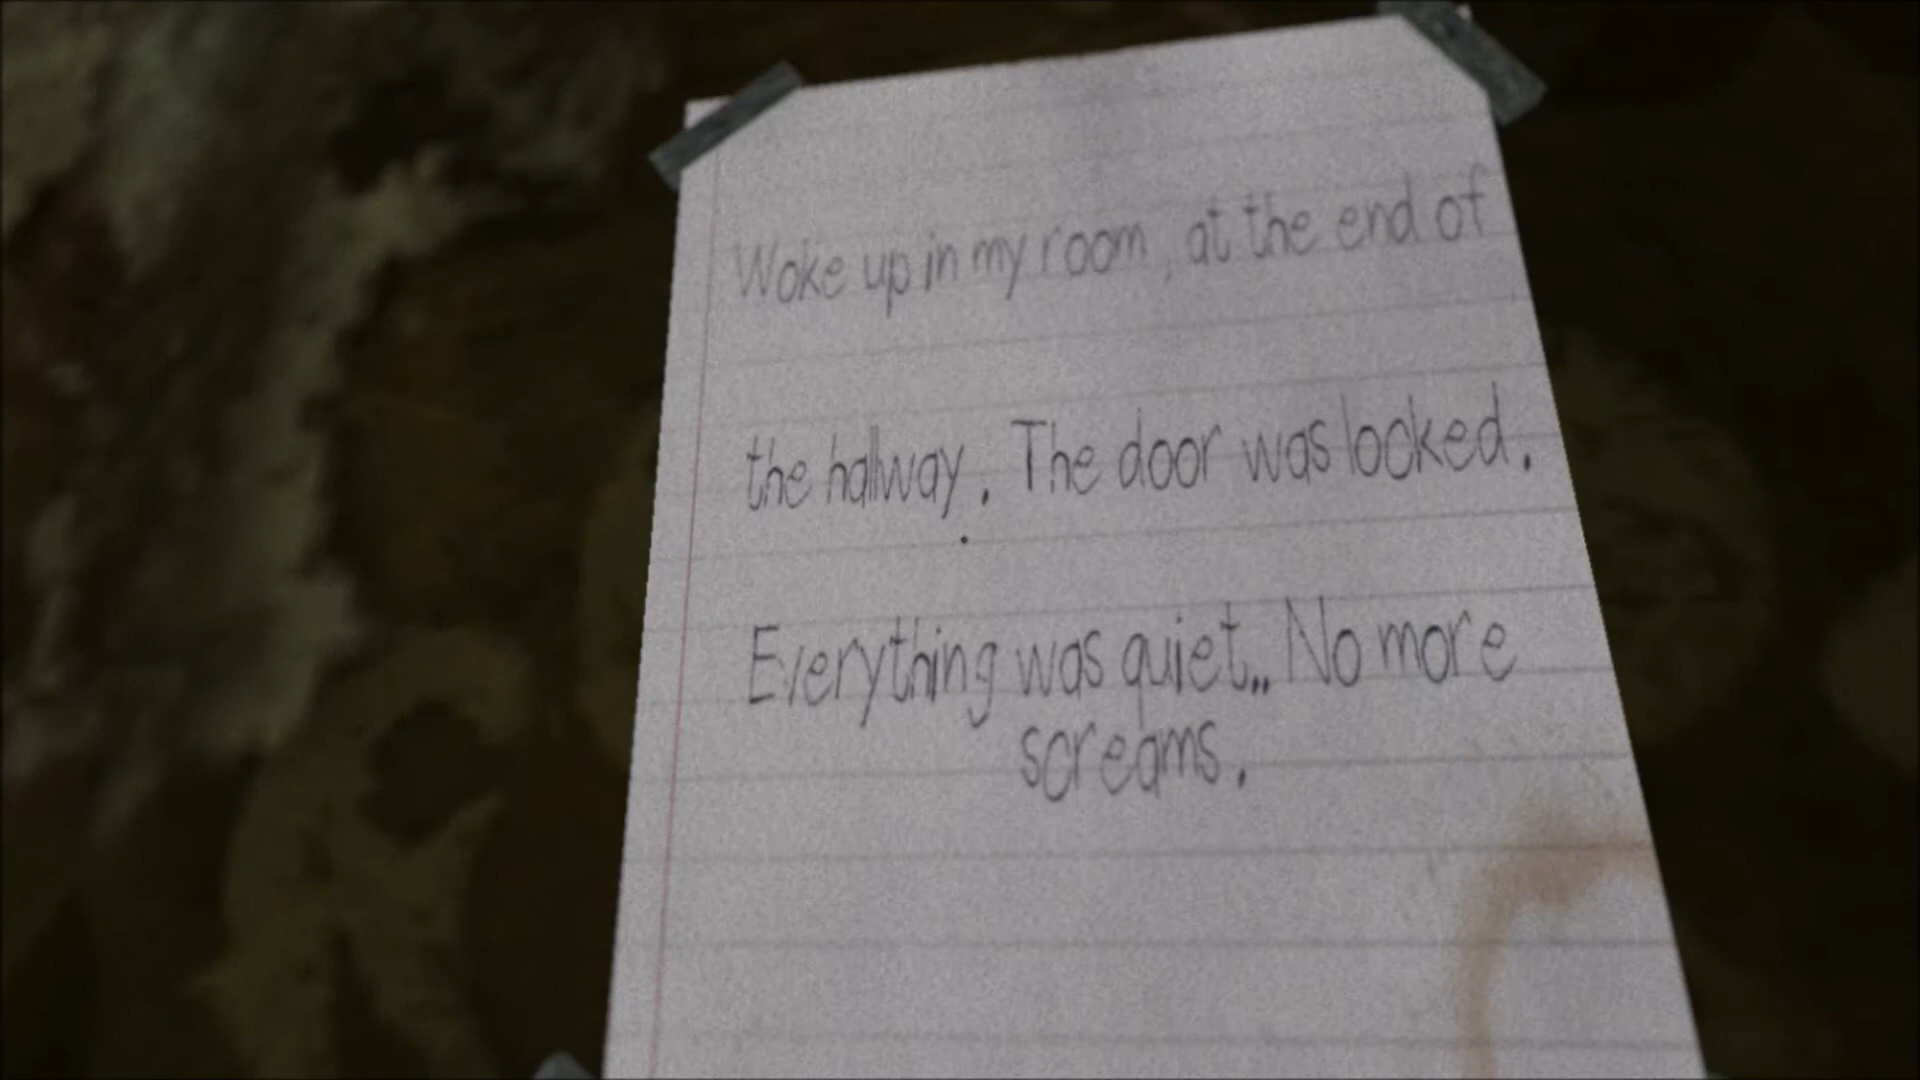 Woke up in my room, at the end of
the hallway. The door was locked.
Everything was quiet.. No more
screams.